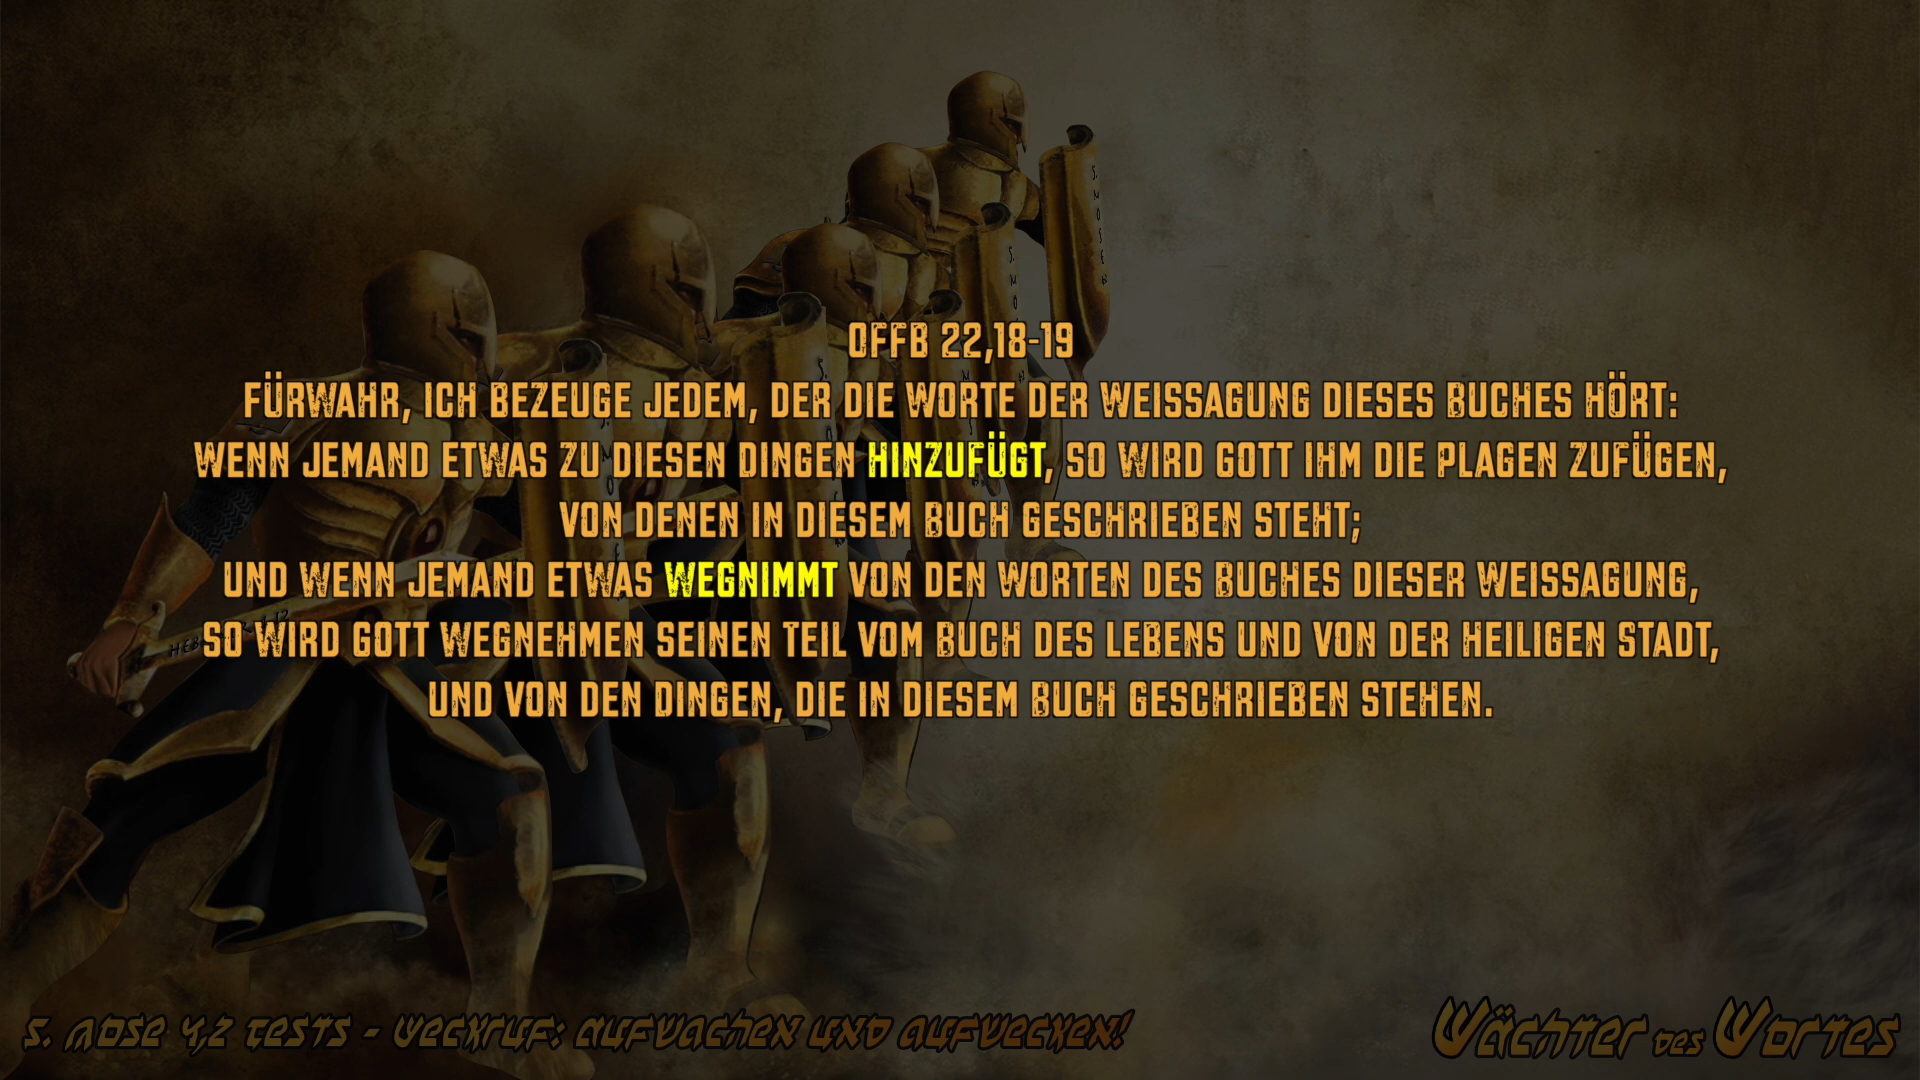 OFFB 22,18-19
FÜRWAHR, ICH BEZEUGE JEDEM, DER DIE WORTE DER WEISSAGUNG DIESES BUCHES HÖRT:
WENN JEMAND ETWAS ZU DIESEN DINGEN HINZUFÜGT, SO WIRD GOTT IHM DIE PLAGEN ZUFÜGEN,
VON DENEN IN DIESEM BUCH GESCHRIEBEN STEHT;
UND WENN JEMAND ETWAS WEGNIMMT VON DEN WORTEN DES BUCHES DIESER WEISSAGUNG,
SO WIRD GOTT WEGNEHMEN SEINEN TEIL VOM BUCH DES LEBENS UND VON DER HEILIGEN STADT,
UND VON DEN DINGEN, DIE IN DIESEM BUCH GESCHRIEBEN STEHEN.
5. MOSE 4,2 TESTS - WECKRUF: AUFWACHEN UND AUFWECKEN!
WÄCHTER DES WORTES
5. MOSE